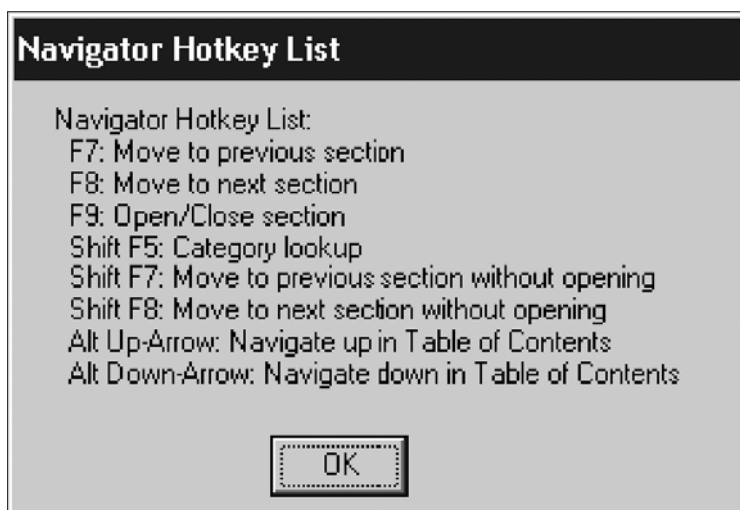 Navigator Hotkey List
Navigator Hotkey List:
F7: Move to previous section
F8: Move to next section
F9: Open/Close section
Shift F5: Category lookup
Shift F7: Move to previous section without opening
Shift F8: Move to next section without opening
Alt Up-Arrow: Navigate up in Table of Contents
Alt Down-Arrow: Navigate down in Table of Contents
OK